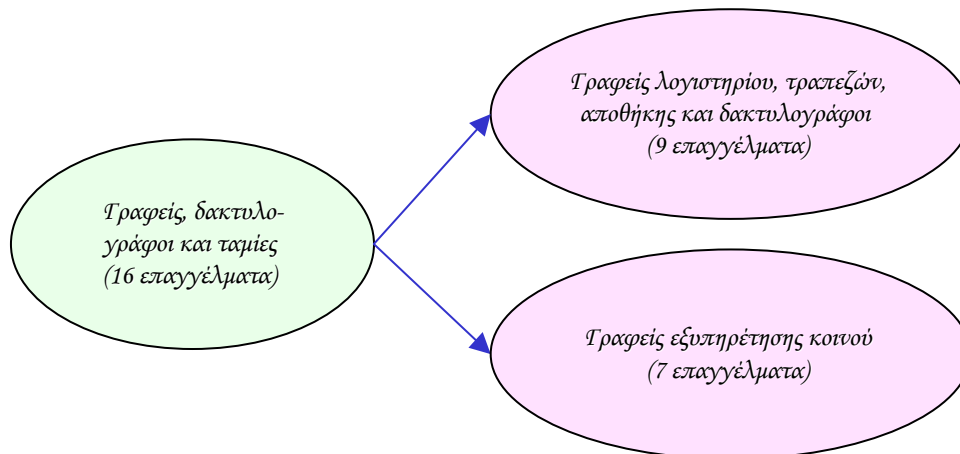 Γραφείς, δακτυλο-
γράφοι και ταμίες
(16 επαγγέλματα)
Γραφείς λογιστηρίου, τραπεζών,
αποθήκης και δακτυλογράφοι
(9 επαγγέλματα)
Γραφείς εξυπηρέτησης κοινού
(7 επαγγέλματα)